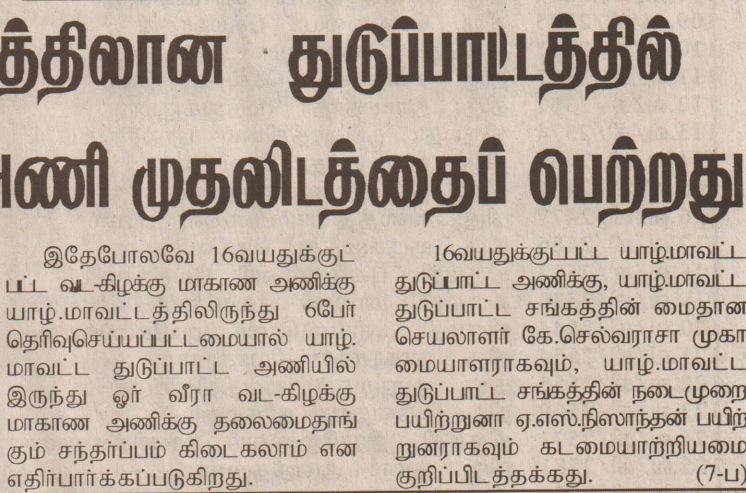 த்திலான துடுப்பாட்டத்தில்
அணி முதலிடத்தைப் பெற்றது
இதேபோலவே 16வயதுக்குட்
பட்ட வட-கிழக்கு மாகாண அணிக்கு
யாழ்.மாவட்டத்திலிருந்து 6பேர்
தெரிவுசெய்யப்பட்டமையால் யாழ்.
மாவட்ட துடுப்பாட்ட அணியில்
இருந்து ஓர் வீரா வட-கிழக்கு
மாகாண அணிக்கு தலைமைதாங்
கும் சந்தர்ப்பம் கிடைகலாம் என
எதிர்பார்க்கப்படுகிறது.
16வயதுக்குட்பட்ட யாழ்.மாவட்ட
துடுப்பாட்ட அணிக்கு, யாழ்.மாவட்ட
துடுப்பாட்ட சங்கத்தின் மைதான
செயலாளர் கே.செல்வராசா முகா
மையாளராகவும், யாழ்.மாவட்ட
துடுப்பாட்ட சங்கத்தின் நடைமுறை
பயிற்றுனா ஏ.எஸ்.நிஸாந்தன் பயிற்
றுனராகவும் கடமையாற்றியமை
குறிப்பிடத்தக்கது. (7-ப)